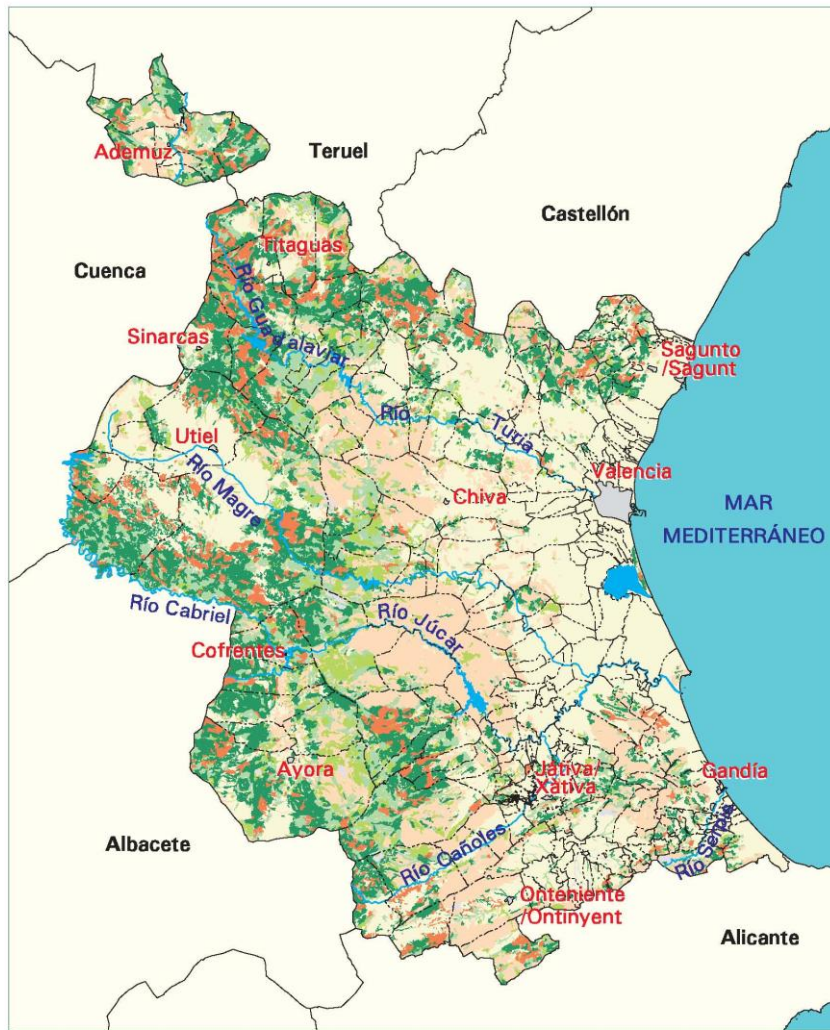 Ademuz
Teruel
Castellón
Titaguas
Cuenca
Río Guadalaviar
Sinarcas
Sagunto
/Sagunt
Río
Turia
Utiel
Valencia
Río Magre
Chiva
MAR
MEDITERRÁNEO
Río Cabriel
Río Júcar
Cofrentes
Ayora
Játiva/
Xàtiva
Gandía
Albacete
Río Cañoles
Río Serpis
Onteniente
/Ontinyent
Alicante